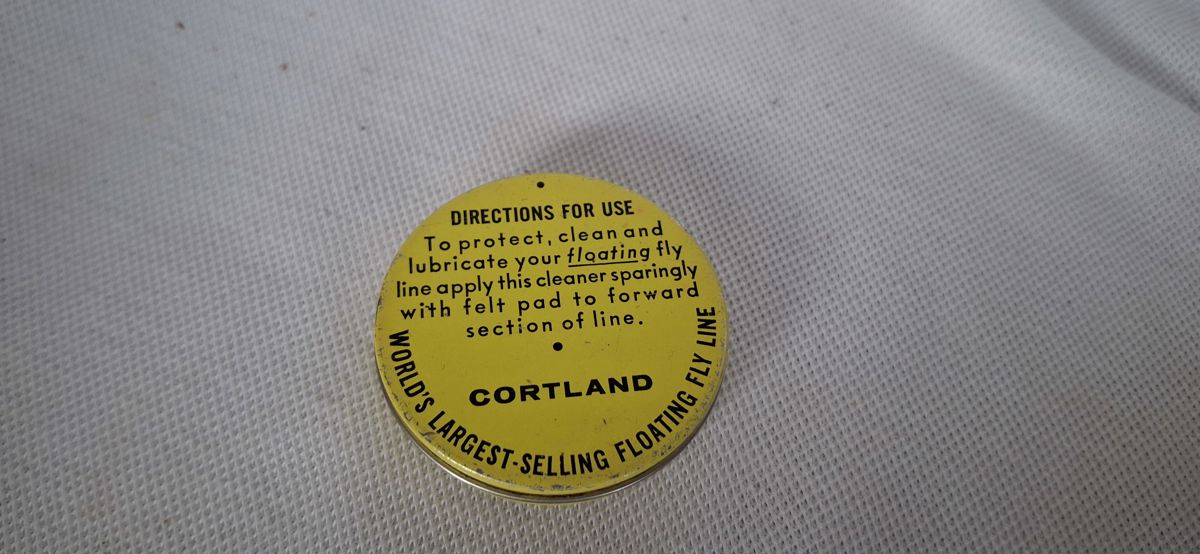 DIRECTIONS FOR USE
To protect, clean and
lubricate your floating fly
line apply this cleaner sparingly
with felt pad to forward
section of line.
CORTLAND
WORLD'S LARGEST-SELLING FLOATING FLY LINE